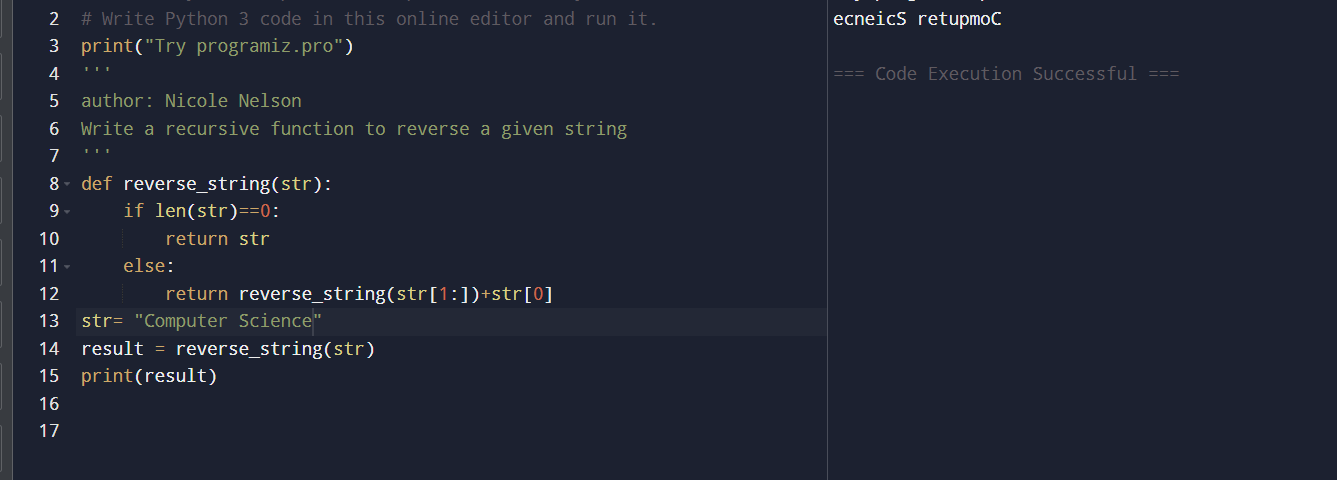 2 # Write Python 3 code in this online editor and run it.
3 print("Try programiz.pro")
4 '''
5 author: Nicole Nelson
6 Write a recursive function to reverse a given string
7 '''
8 def reverse_string(str):
9     if len(str)==0:
10         return str
11     else:
12         return reverse_string(str[1:])+str[0]
13 str= "Computer Science"
14 result = reverse_string(str)
15 print(result)
16
17
ecneicS retupmoC
=== Code Execution Successful ===